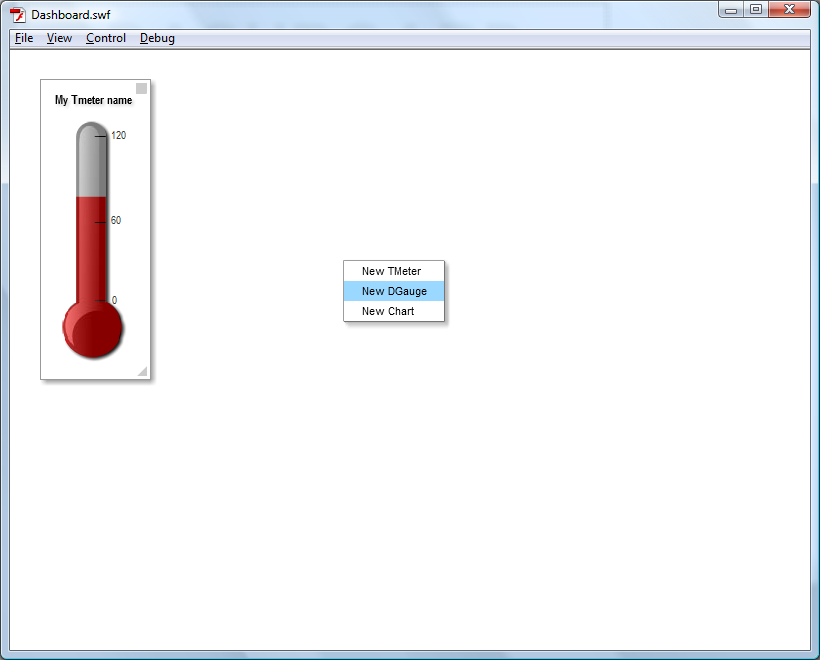 Dashboard.swf
File View Control Debug
My Tmeter name
120
60
0
New TMeter
New DGauge
New Chart